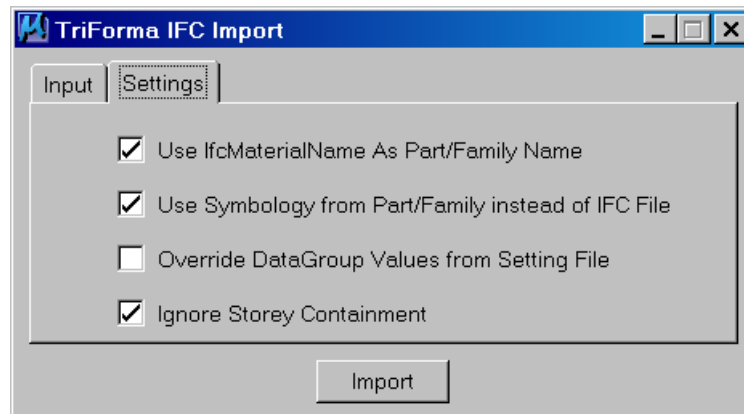 TriForma IFC Import
Input Settings
Use IfcMaterialName As Part/Family Name
Use Symbology from Part/Family instead of IFC File
Override DataGroup Values from Setting File
Ignore Storey Containment
Import